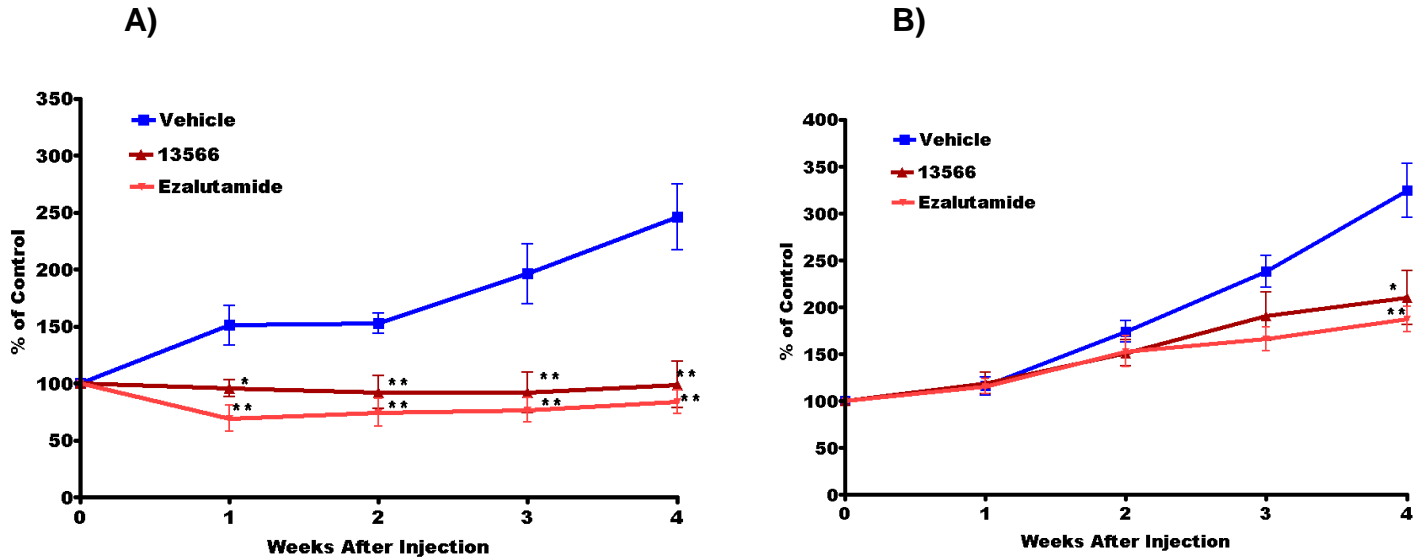 A)
350
300
250
200
150
100
50
0
% of Control
Vehicle
13566
Ezalutamide
*
**
**
**
**
**
**
**
0 1 2 3 4
Weeks After Injection
B)
400
350
300
250
200
150
100
50
0
% of Control
Vehicle
13566
Ezalutamide
*
**
0 1 2 3 4
Weeks After Injection